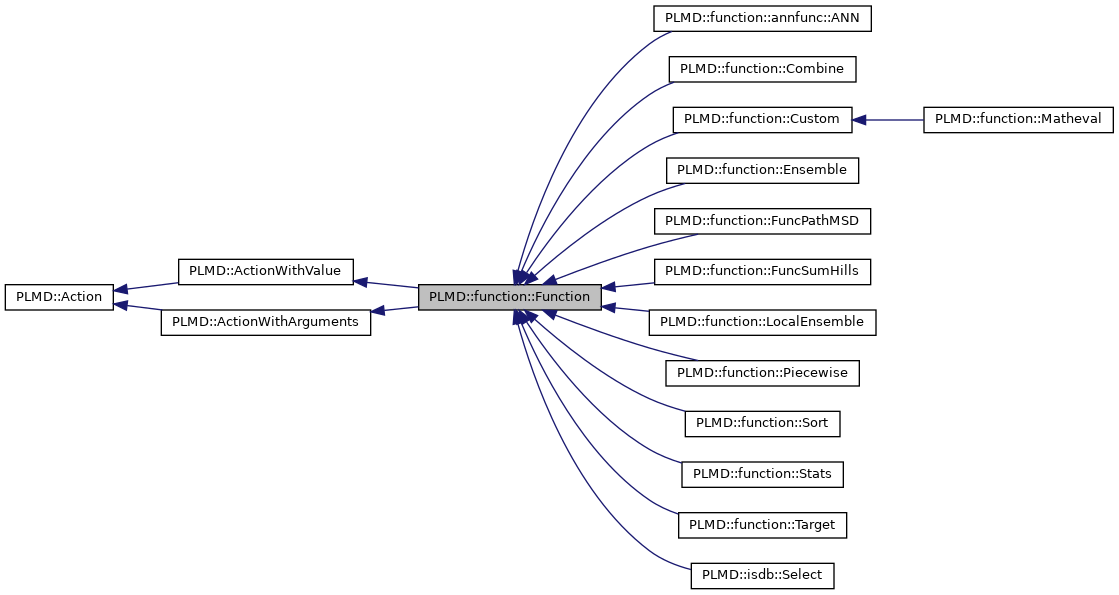 PLMD::function::annfunc::ANN
PLMD::function::Combine
PLMD::function::Custom
PLMD::function::Matheval
PLMD::function::Ensemble
PLMD::function::FuncPathMSD
PLMD::ActionWithValue
PLMD::function::FuncSumHills
PLMD::Action
PLMD::function::Function
PLMD::ActionWithArguments
PLMD::function::LocalEnsemble
PLMD::function::Piecewise
PLMD::function::Sort
PLMD::function::Stats
PLMD::function::Target
PLMD::isdb::Select